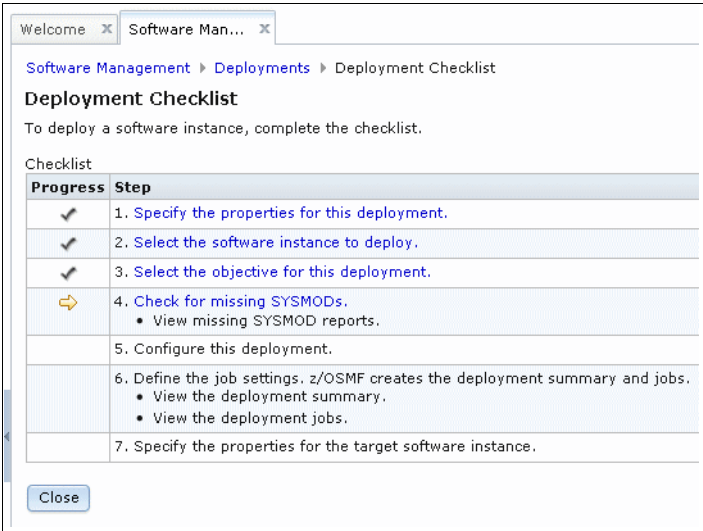 Welcome
Software Man...
Software Management Deployments Deployment Checklist
Deployment Checklist
To deploy a software instance, complete the checklist.
Checklist
Progress Step
1. Specify the properties for this deployment.
2. Select the software instance to deploy.
3. Select the objective for this deployment.
4. Check for missing SYSMODs.
• View missing SYSMOD reports.
5. Configure this deployment.
6. Define the job settings. z/OSMF creates the deployment summary and jobs.
• View the deployment summary.
• View the deployment jobs.
7. Specify the properties for the target software instance.
Close